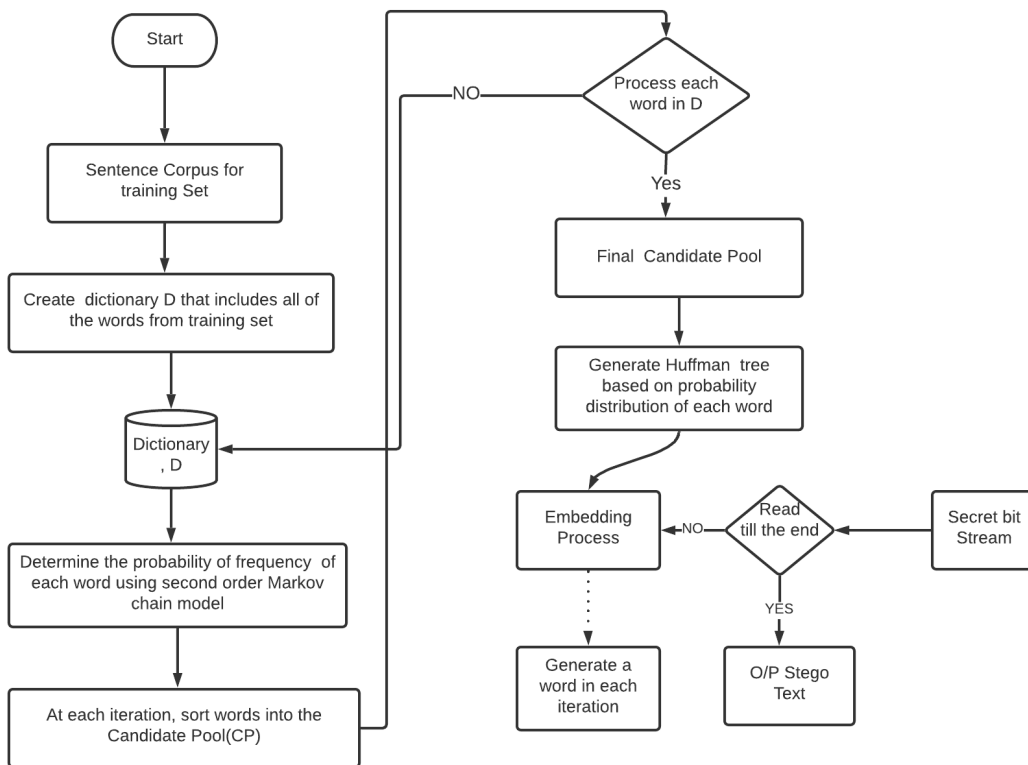 Start
Sentence Corpus for
training Set
Create dictionary D that includes all of
the words from training set
Dictionary
, D
Determine the probability of frequency of
each word using second order Markov
chain model
At each iteration, sort words into the
Candidate Pool(CP)
Process each
word in D
NO
Yes
Final Candidate Pool
Generate Huffman tree
based on probability
distribution of each word
Embedding
Process
NO
Read
till the end
Secret bit
Stream
YES
Generate a
word in each
iteration
O/P Stego
Text